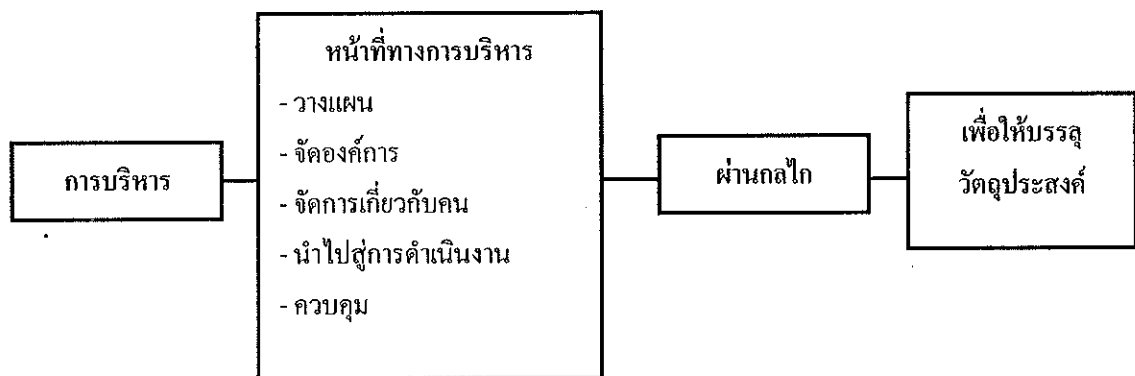 การบริหาร
หน้าที่ทางการบริหาร
- วางแผน
- จัดองค์การ
- จัดการเกี่ยวกับคน
- นำไปสู่การดำเนินงาน
- ควบคุม
ผ่านกลไก
เพื่อให้บรรลุ
วัตถุประสงค์